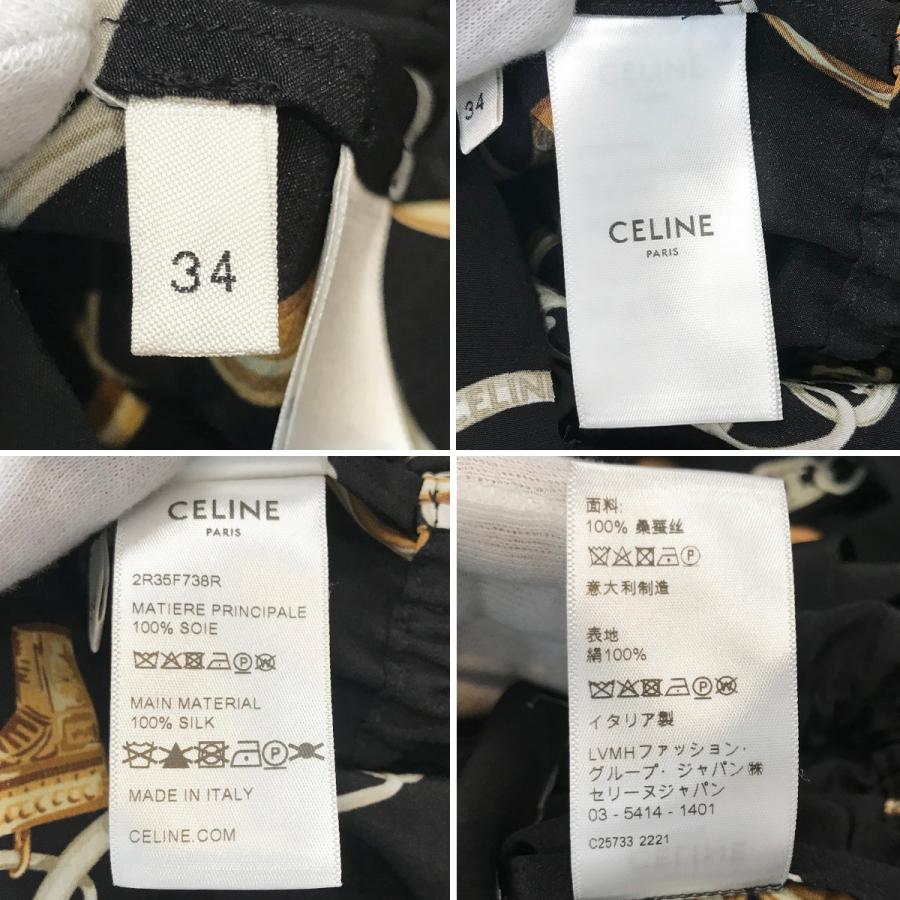 34
34
CELINE
PARIS
CELINE
CELINE
PARIS
2R35F738R
MATIERE PRINCIPALE
100% SOIE
MAIN MATERIAL
100% SILK
MADE IN ITALY
CELINE.COM
面料:
100% 桑蚕丝
意大利制造
表地
絹100%
イタリア製
LVMHファッション・
グループ・ジャパン㈱
セリーヌジャパン
03 - 5414 - 1401
C25733 2221